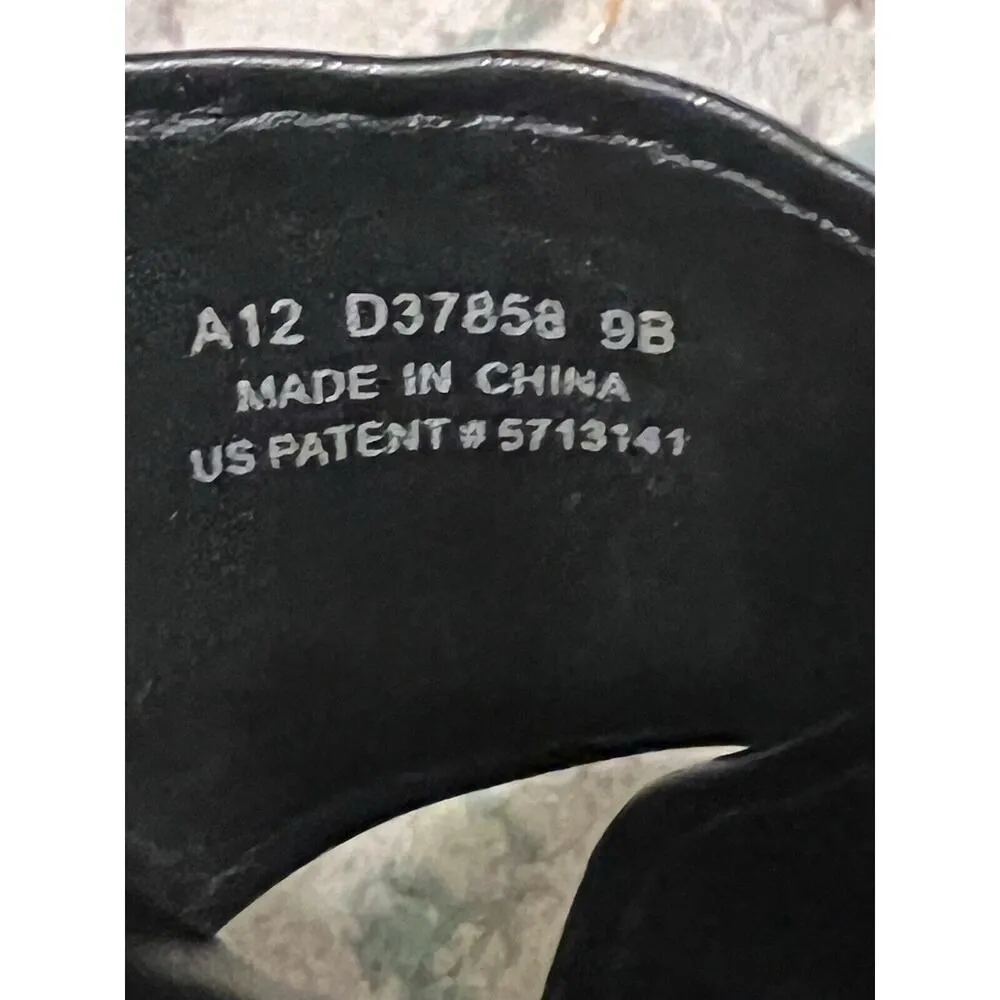 A12 D37858 9B
MADE IN CHINA
US PATENT # 5713141